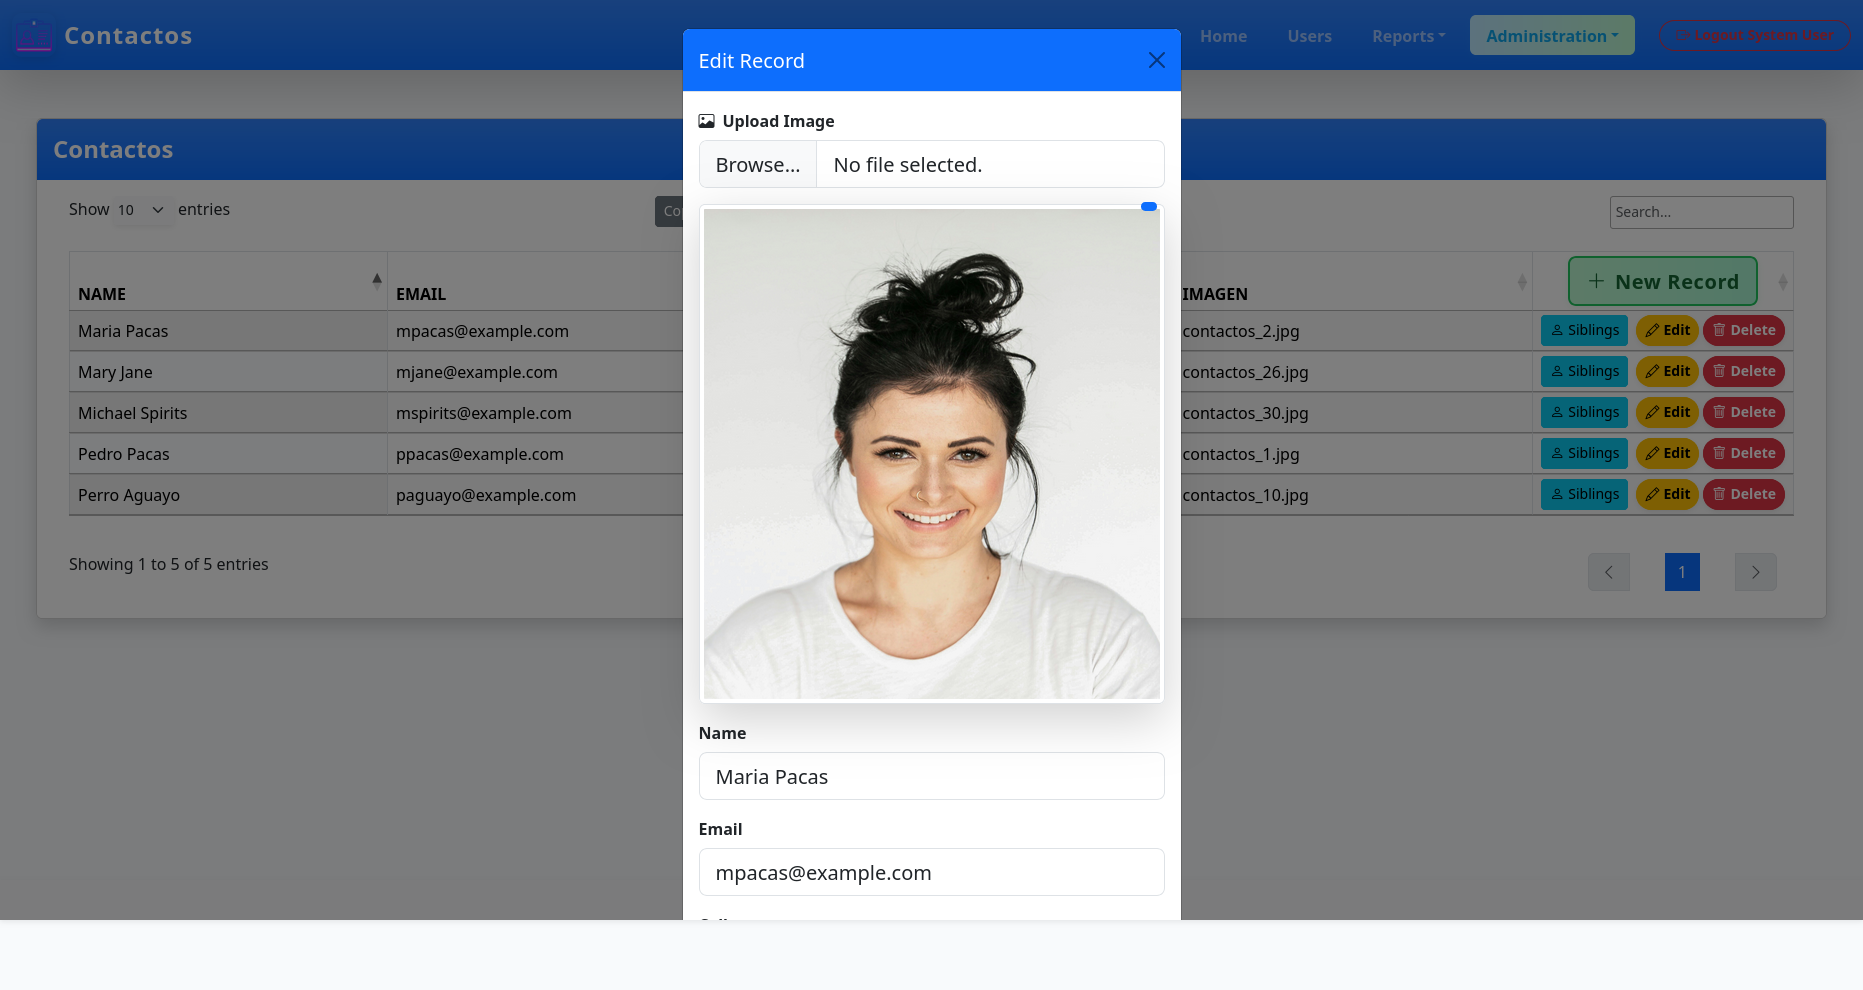 Contactos
Home Users Reports Administration Logout System User
Edit Record
Upload Image
Browse... No file selected.
Contactos
Show 10 entries
Search...
NAME EMAIL IMAGEN New Record
Maria Pacas mpacas@example.com contactos_2.jpg Siblings Edit Delete
Mary Jane mjane@example.com contactos_26.jpg Siblings Edit Delete
Michael Spirits mspirits@example.com contactos_30.jpg Siblings Edit Delete
Pedro Pacas ppacas@example.com contactos_1.jpg Siblings Edit Delete
Perro Aguayo paguayo@example.com contactos_10.jpg Siblings Edit Delete
Showing 1 to 5 of 5 entries
1
Name
Maria Pacas
Email
mpacas@example.com